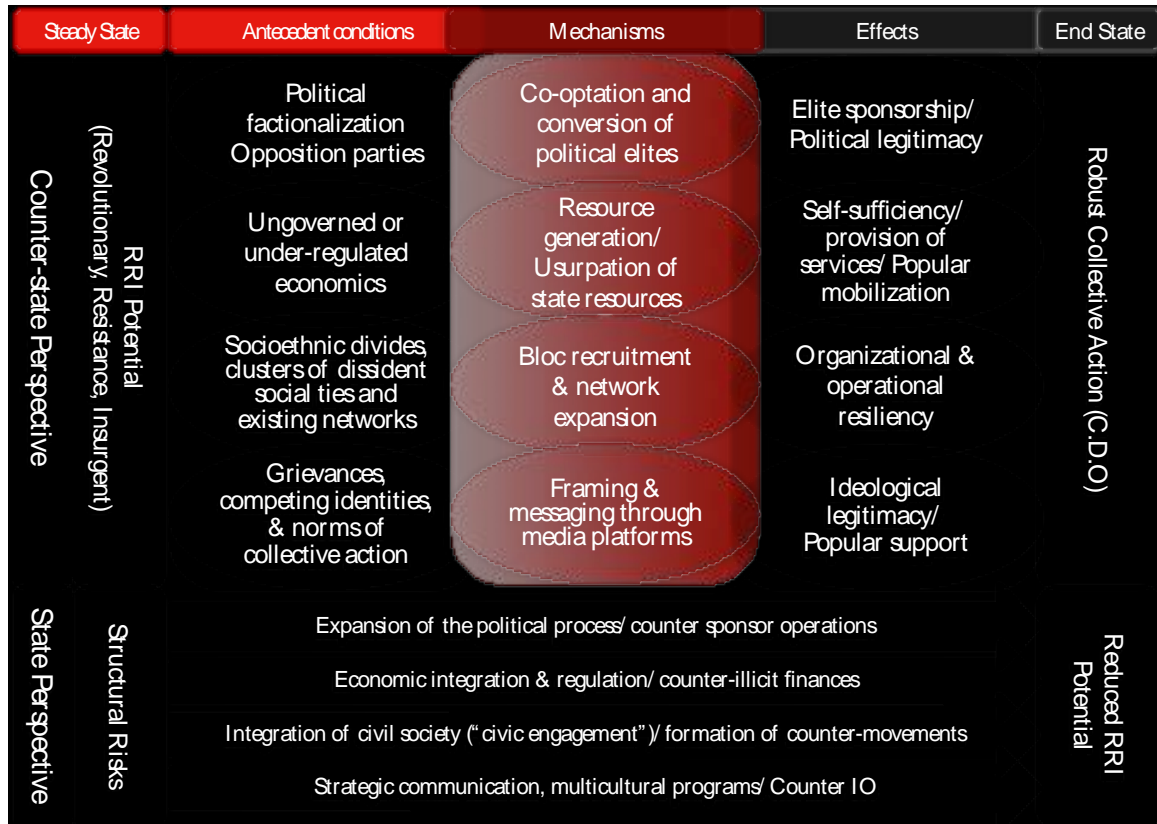 Steady State
Antecedent conditions
Mechanisms
Effects
End State
Counter-state Perspective
RRI Potential
(Revolutionary, Resistance, Insurgent)
Political
factionalization
Opposition parties
Co-optation and
conversion of
political elites
Elite sponsorship/
Political legitimacy
Ungoverned or
under-regulated
economics
Resource
generation/
Usurpation of
state resources
Self-sufficiency/
provision of
services/ Popular
mobilization
Socioethnic divides,
clusters of dissident
social ties and
existing networks
Bloc recruitment
& network
expansion
Organizational &
operational
resiliency
Grievances,
competing identities,
& norms of
collective action
Framing &
messaging through
media platforms
Ideological
legitimacy/
Popular support
Robust Collective Action (C.D.O)
State Perspective
Structural Risks
Expansion of the political process/ counter sponsor operations
Economic integration & regulation/ counter-illicit finances
Integration of civil society (“civic engagement”)/ formation of counter-movements
Strategic communication, multicultural programs/ Counter IO
Reduced RRI
Potential